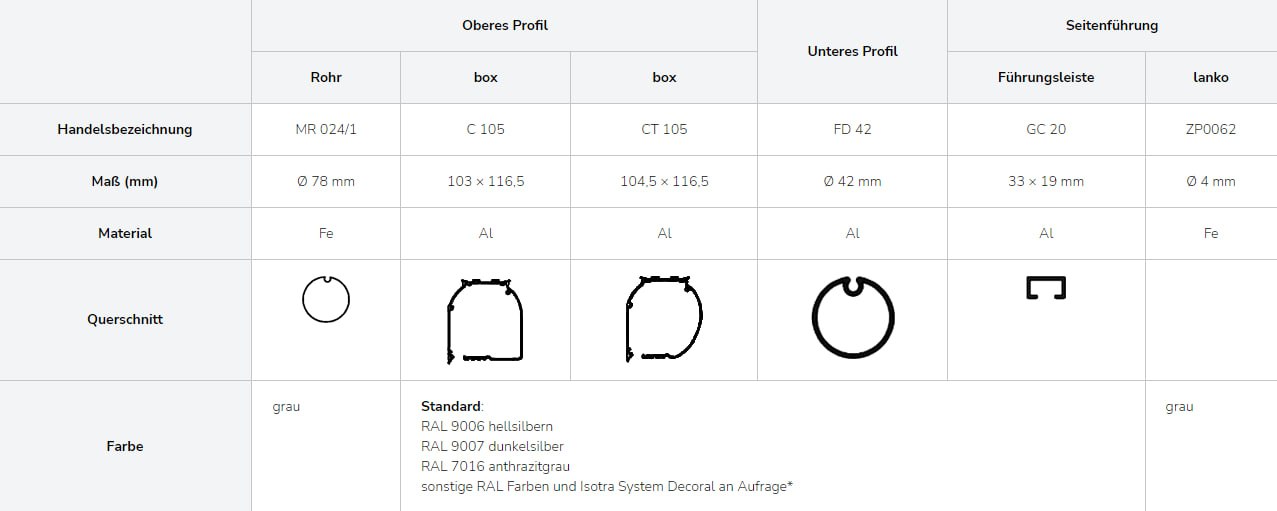 Oberes Profil Unteres Profil Seitenführung
Rohr box box Führungsleiste lanko
Handelsbezeichnung MR 024/1 C 105 CT 105 FD 42 GC 20 ZP0062
Maß (mm) Ø 78 mm 103 × 116,5 104,5 × 116,5 Ø 42 mm 33 × 19 mm Ø 4 mm
Material Fe Al Al Al Al Fe
Querschnitt
Farbe grau Standard: grau
RAL 9006 hellsilbern
RAL 9007 dunkelsilber
RAL 7016 anthrazitgrau
sonstige RAL Farben und Isotra System Decoral an Aufrage*